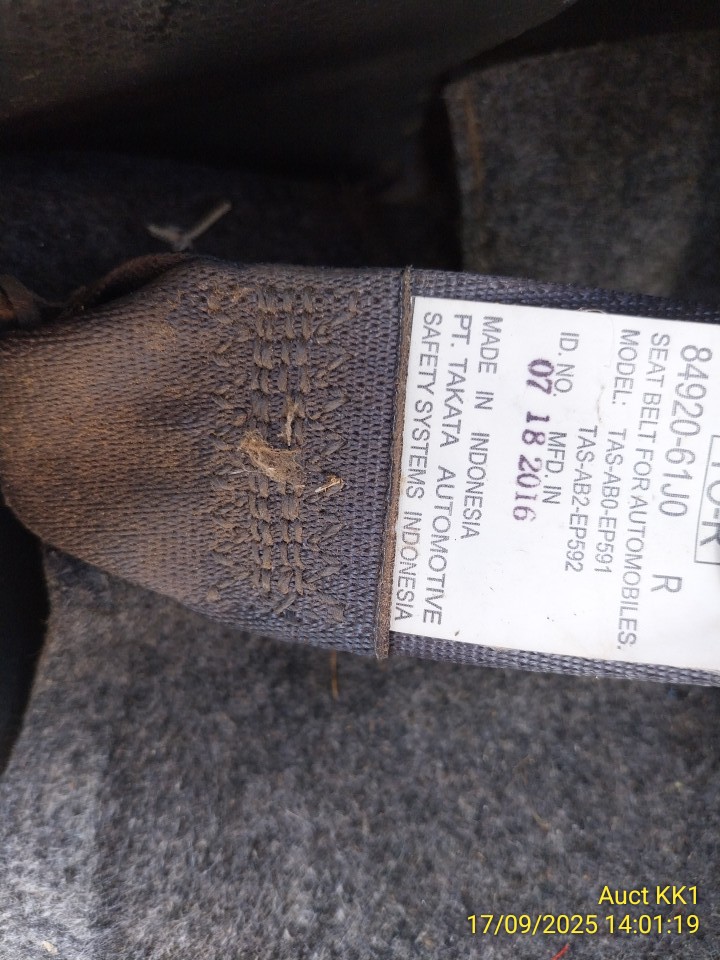 84920-61J0 R
SEAT BELT FOR AUTOMOBILES.
MODEL: TAS-AB0-EP591
TAS-AB2-EP592
ID. NO. MFD. IN
07 18 2016
MADE IN INDONESIA
PT. TAKATA AUTOMOTIVE
SAFETY SYSTEMS INDONESIA
Auct KK1
17/09/2025 14:01:19